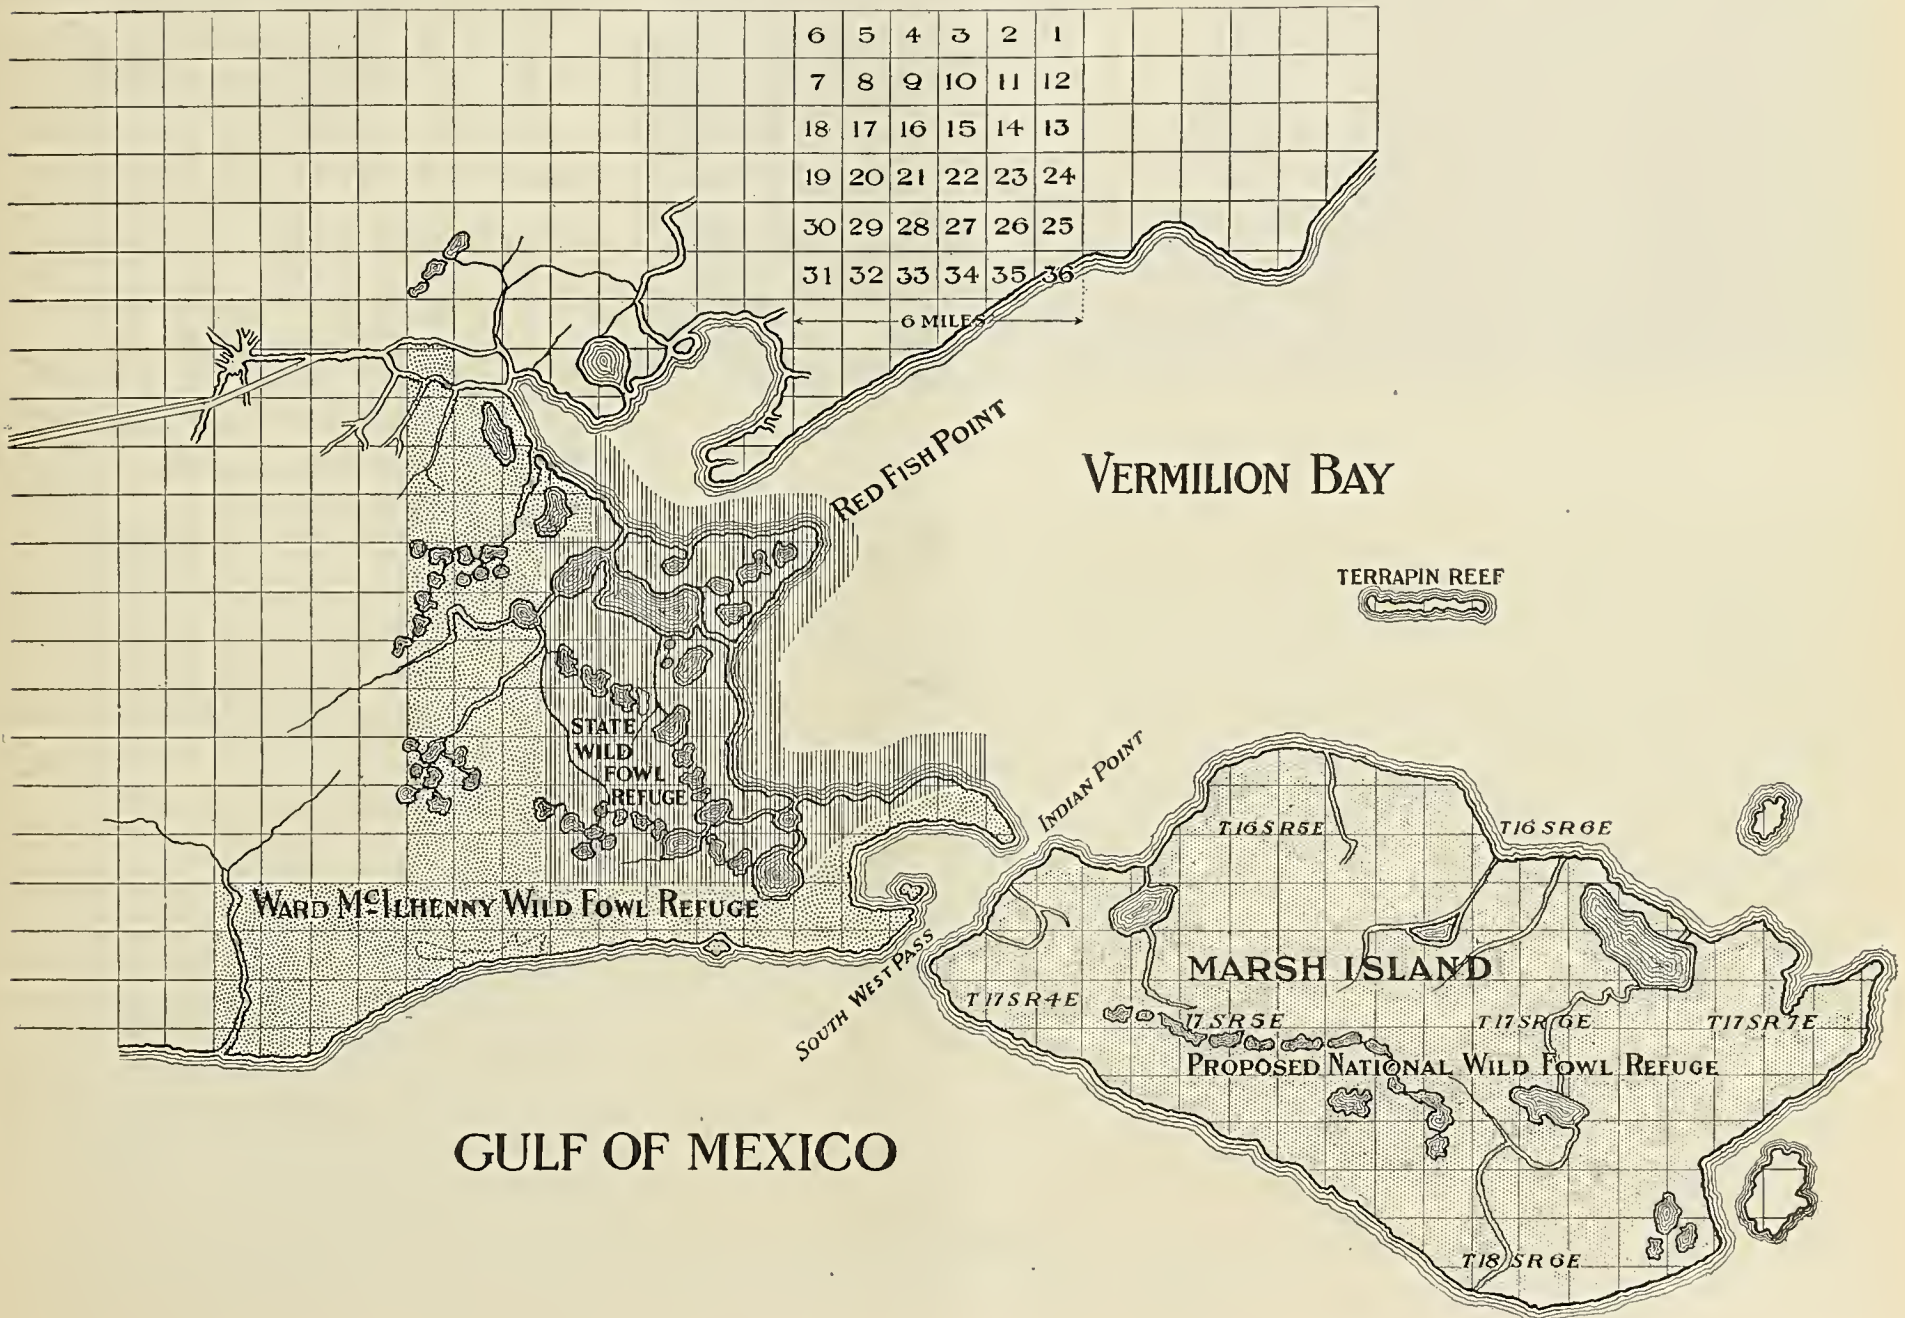 6 5 4 3 2 1
7 8 9 10 11 12
18 17 16 15 14 13
19 20 21 22 23 24
30 29 28 27 26 25
31 32 33 34 35 36
6 MILES
RED FISH POINT
VERMILION BAY
TERRAPIN REEF
STATE
WILD
FOWL
REFUGE
INDIAN POINT
T16SR5E
T16SR6E
WARD McILHENNY WILD FOWL REFUGE
SOUTH WEST PASS
MARSH ISLAND
T17SR4E
17SR5E
T17SR6E
T17SR7E
PROPOSED NATIONAL WILD FOWL REFUGE
GULF OF MEXICO
T18SR6E